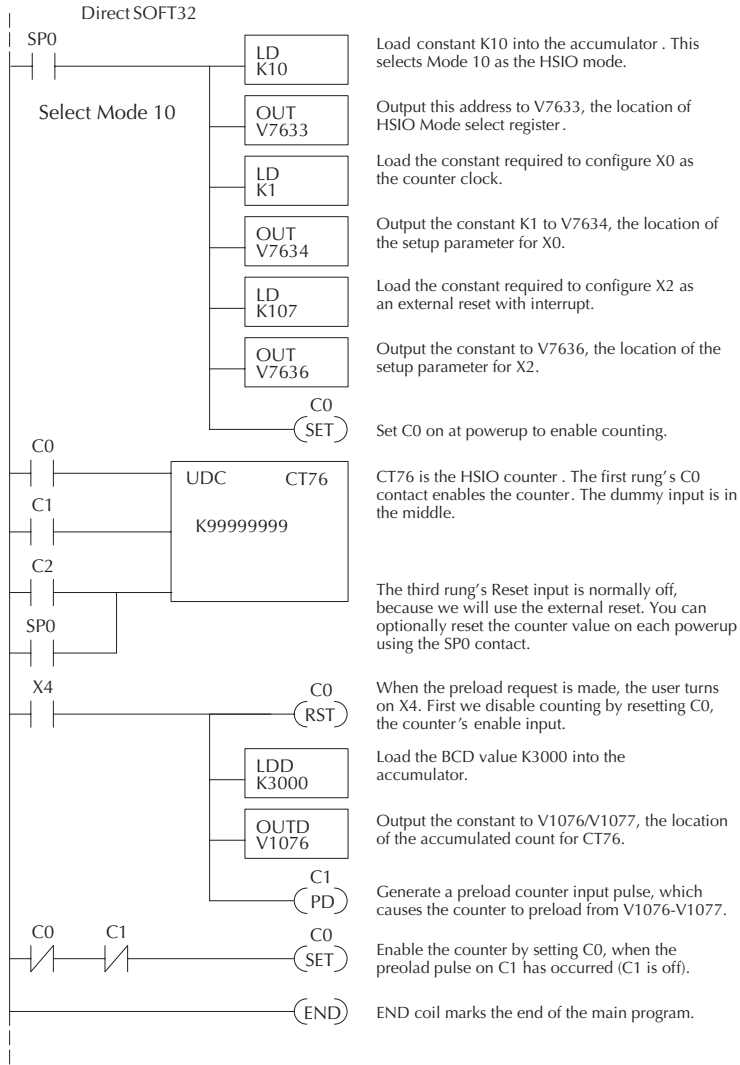 DirectSOFT32
SP0
LD
K10
Load constant K10 into the accumulator . This
selects Mode 10 as the HSIO mode.
Select Mode 10
OUT
V7633
Output this address to V7633, the location of
HSIO Mode select register.
LD
K1
Load the constant required to configure X0 as
the counter clock.
OUT
V7634
Output the constant K1 to V7634, the location of
the setup parameter for X0.
LD
K107
Load the constant required to configure X2 as
an external reset with interrupt.
OUT
V7636
Output the constant to V7636, the location of the
setup parameter for X2.
C0
SET
Set C0 on at powerup to enable counting.
C0
UDC CT76
K99999999
CT76 is the HSIO counter . The first rung's C0
contact enables the counter. The dummy input is in
the middle.
C1
C2
SP0
The third rung's Reset input is normally off,
because we will use the external reset. You can
optionally reset the counter value on each powerup
using the SP0 contact.
X4
C0
RST
When the preload request is made, the user turns
on X4. First we disable counting by resetting C0,
the counter's enable input.
LDD
K3000
Load the BCD value K3000 into the
accumulator.
OUTD
V1076
Output the constant to V1076/V1077, the location
of the accumulated count for CT76.
C1
PD
Generate a preload counter input pulse, which
causes the counter to preload from V1076-V1077.
C0 C1
C0
SET
Enable the counter by setting C0, when the
preolad pulse on C1 has occurred (C1 is off).
END
END coil marks the end of the main program.